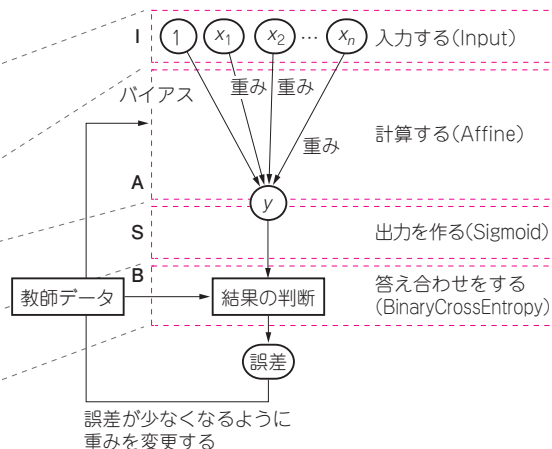 I
1 x1 x2 … xn
入力する(Input)
バイアス
重み 重み
重み
計算する(Affine)
A
y
S
出力を作る(Sigmoid)
B
教師データ
結果の判断
答え合わせをする
(BinaryCrossEntropy)
誤差
誤差が少なくなるように
重みを変更する